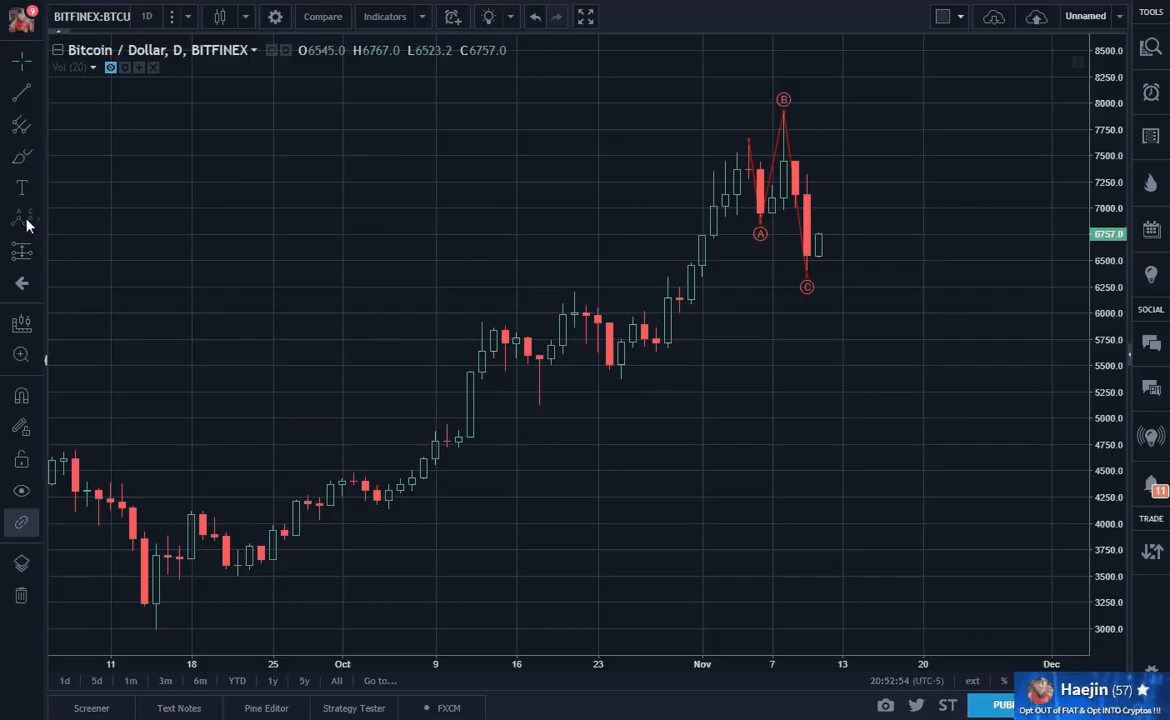 9
BITFINEX:BTCU
1D
Compare
Indicators
Unnamed
TOOLS
Bitcoin / Dollar, D, BITFINEX
O6545.0 H6767.0 L6523.2 C6757.0
Vol (20)
8500.0
8250.0
8000.0
7750.0
7500.0
7250.0
7000.0
6757.0
6500.0
6250.0
6000.0
5750.0
5500.0
5250.0
5000.0
4750.0
4500.0
4250.0
4000.0
3750.0
3500.0
3250.0
3000.0
B
A
C
SOCIAL
11
TRADE
11 18 25 Oct 9 16 23 Nov 7 13 20 Dec
1d 5d 1m 3m 6m YTD 1y 5y All Go to...
20:52:54 (UTC-5) ext %
Screener
Text Notes
Pine Editor
Strategy Tester
FXCM
ST
PUB
Haejin (57)
Opt OUT of FIAT & Opt INTO Cryptos !!!